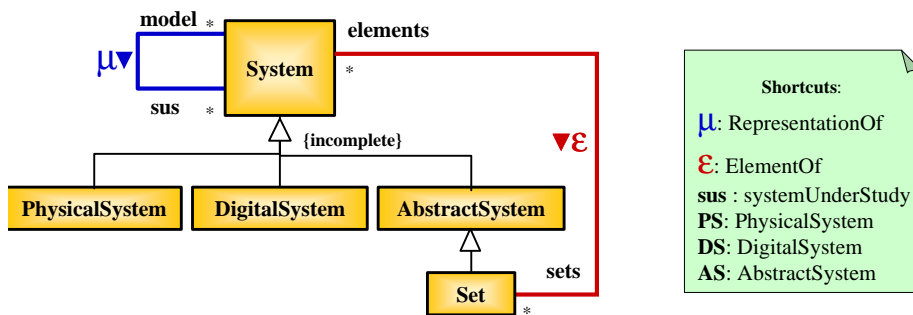 model *
elements
μ▼
System
*
sus *
{incomplete}
▼ε
PhysicalSystem DigitalSystem AbstractSystem
sets
Set
*
Shortcuts:
μ: RepresentationOf
ε: ElementOf
sus : systemUnderStudy
PS: PhysicalSystem
DS: DigitalSystem
AS: AbstractSystem